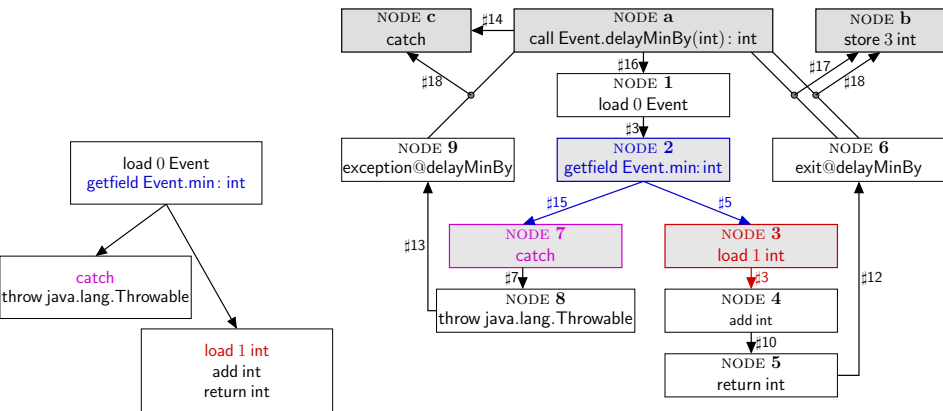 load 0 Event
getfield Event.min : int
catch
throw java.lang.Throwable
load 1 int
add int
return int
NODE c
catch
♯14
NODE a
call Event.delayMinBy(int) : int
NODE b
store 3 int
♯18
♯16
♯17
♯18
NODE 1
load 0 Event
♯3
NODE 9
exception@delayMinBy
NODE 2
getfield Event.min: int
NODE 6
exit@delayMinBy
♯15
♯5
♯13
NODE 7
catch
NODE 3
load 1 int
♯7
♯3
♯12
NODE 8
throw java.lang.Throwable
NODE 4
add int
♯10
NODE 5
return int